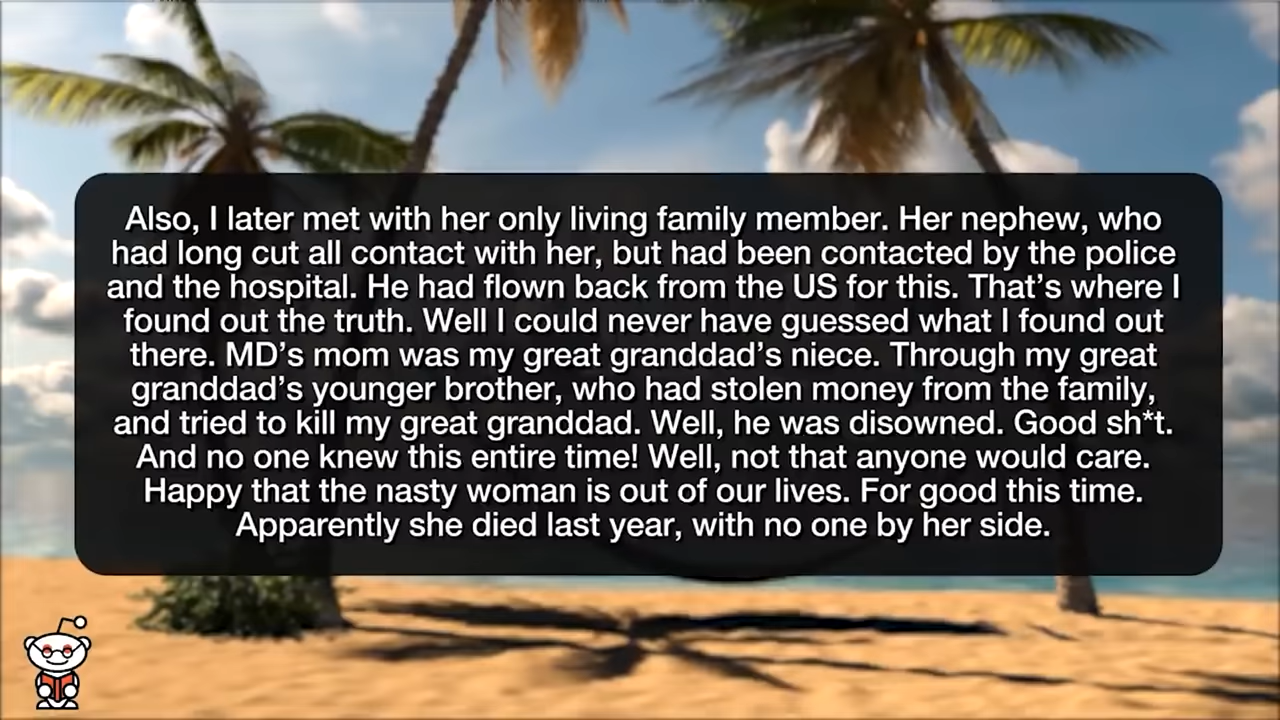 Also, I later met with her only living family member. Her nephew, who
had long cut all contact with her, but had been contacted by the police
and the hospital. He had flown back from the US for this. That’s where I
found out the truth. Well I could never have guessed what I found out
there. MD’s mom was my great granddad’s niece. Through my great
granddad’s younger brother, who had stolen money from the family,
and tried to kill my great granddad. Well, he was disowned. Good sh*t.
And no one knew this entire time! Well, not that anyone would care.
Happy that the nasty woman is out of our lives. For good this time.
Apparently she died last year, with no one by her side.